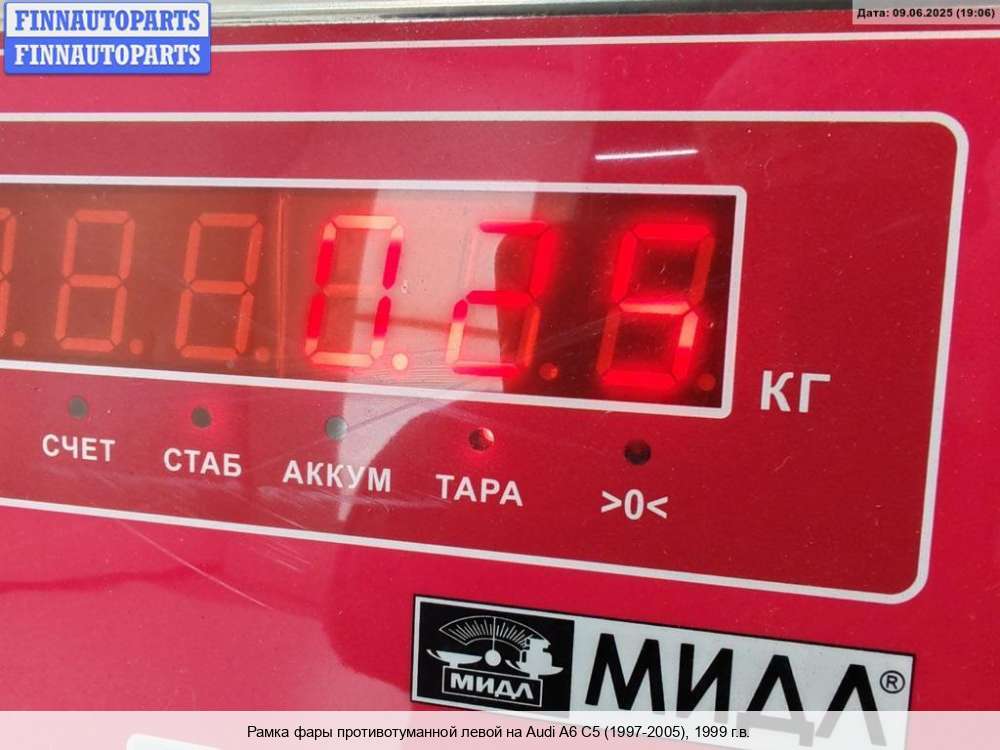 FINNAUTOPARTS
FINNAUTOPARTS
Дата: 09.06.2025 (19:06)
0.25
КГ
СЧЕТ СТАБ АККУМ ТАРА >0<
МИДЛ МИДЛ®
Рамка фары противотуманной левой на Audi A6 C5 (1997-2005), 1999 г.в.